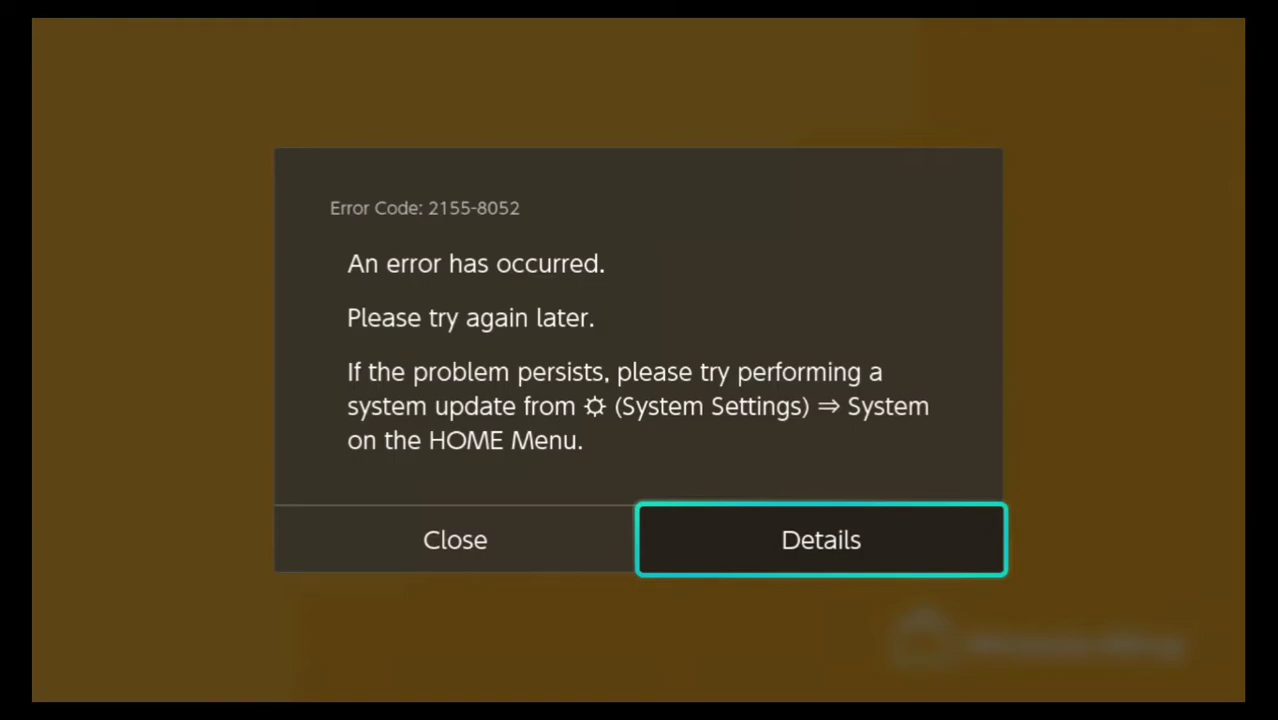 Error Code: 2155-8052
An error has occurred.
Please try again later.
If the problem persists, please try performing a
system update from ☼ (System Settings) ⇒ System
on the HOME Menu.
Close
Details